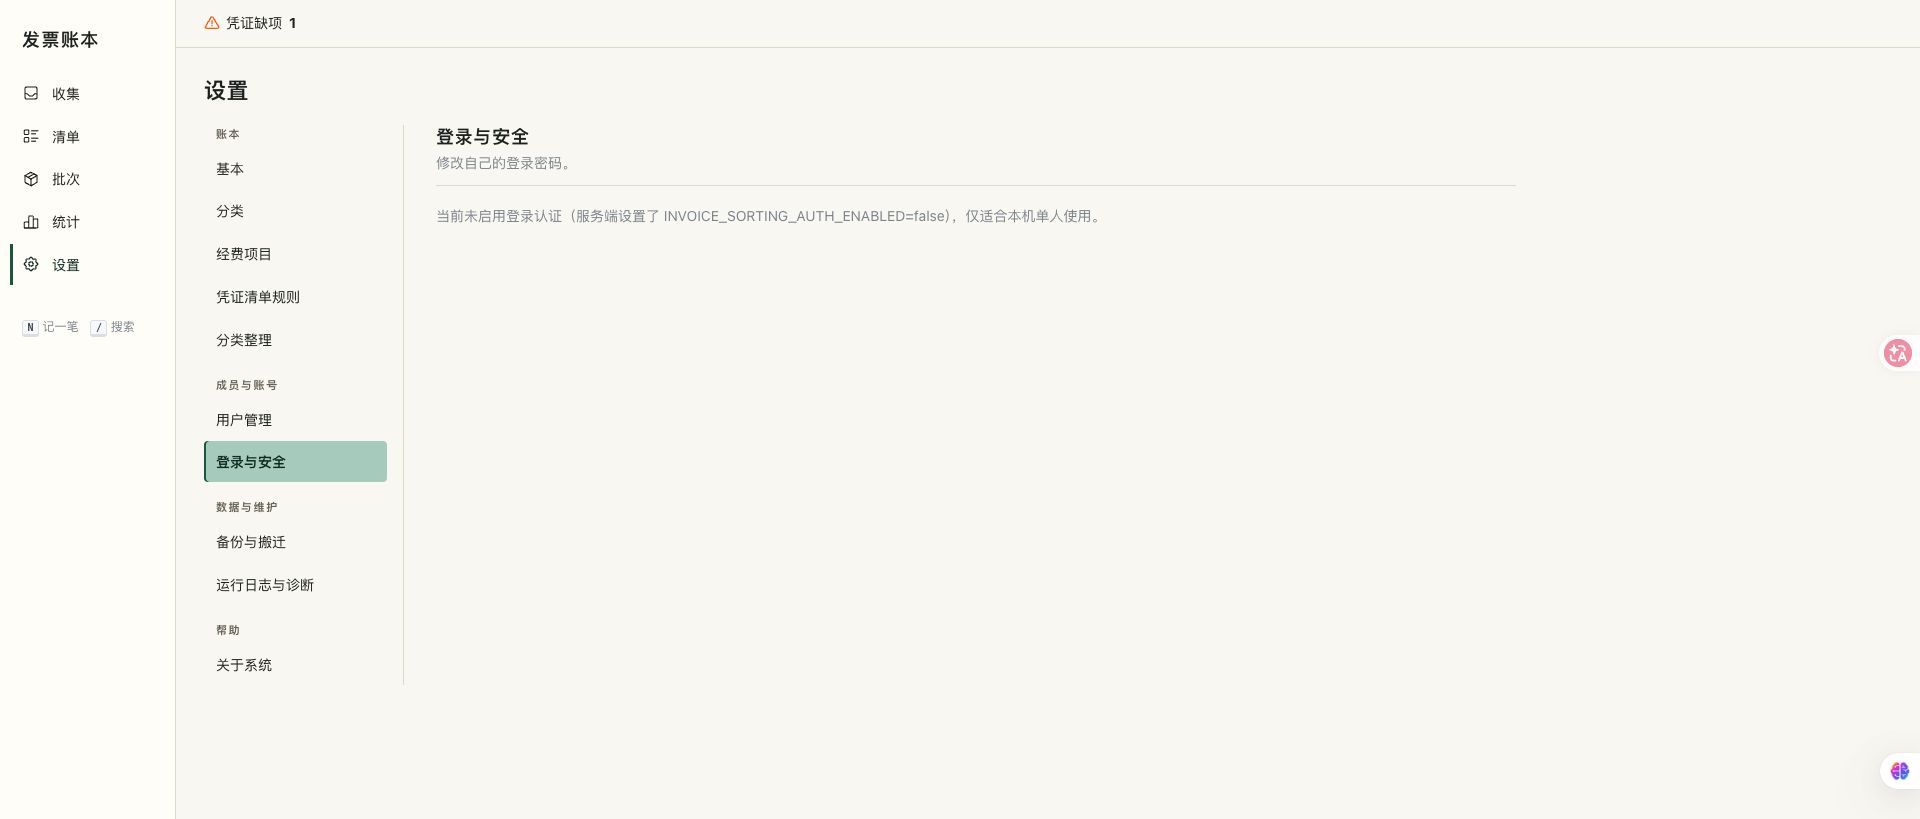 发票账本
收集
清单
批次
统计
设置
N 记一笔 / 搜索
凭证缺项 1
设置
账本
基本
分类
经费项目
凭证清单规则
分类整理
成员与账号
用户管理
登录与安全
数据与维护
备份与搬迁
运行日志与诊断
帮助
关于系统
登录与安全
修改自己的登录密码。
当前未启用登录认证（服务端设置了 INVOICE_SORTING_AUTH_ENABLED=false），仅适合本机单人使用。